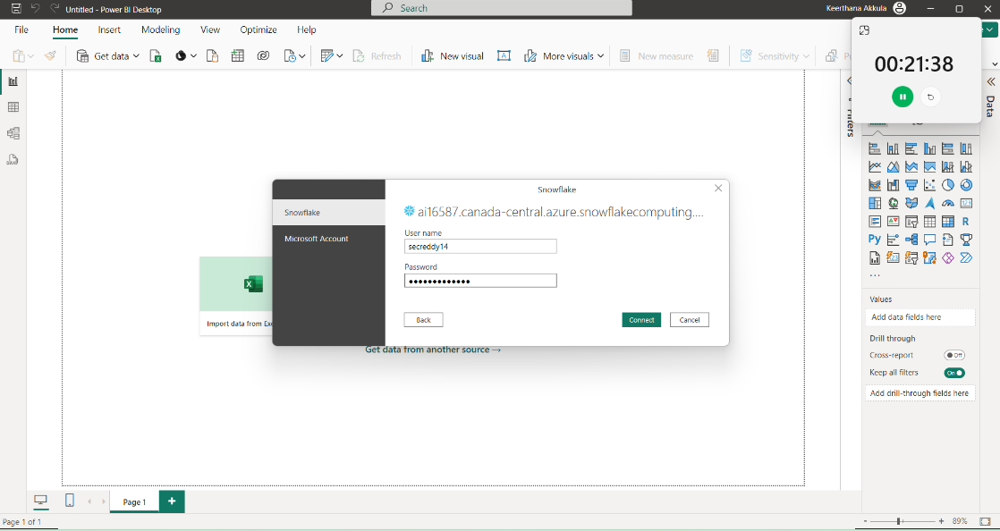 Untitled - Power BI Desktop
Search
Keerthana Akkula
File Home Insert Modeling View Optimize Help
Get data
Refresh
New visual
More visuals
New measure
Sensitivity
00:21:38
Filters
Data
Snowflake
Snowflake
Microsoft Account
ai16587.canada-central.azure.snowflakecomputing....
User name
secreddy14
Password
•••••••••••••
Back
Connect
Cancel
Import data from Exc
Get data from another source →
R
Py
123
...
Values
Add data fields here
Drill through
Cross-report
Off
Keep all filters
On
Add drill-through fields here
Page 1
+
Page 1 of 1
- + 89%